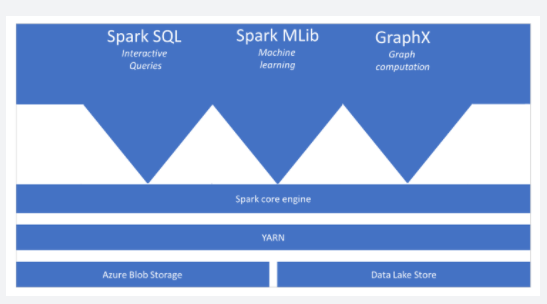 Spark SQL
Interactive
Queries
Spark MLib
Machine
learning
GraphX
Graph
computation
Spark core engine
YARN
Azure Blob Storage
Data Lake Store